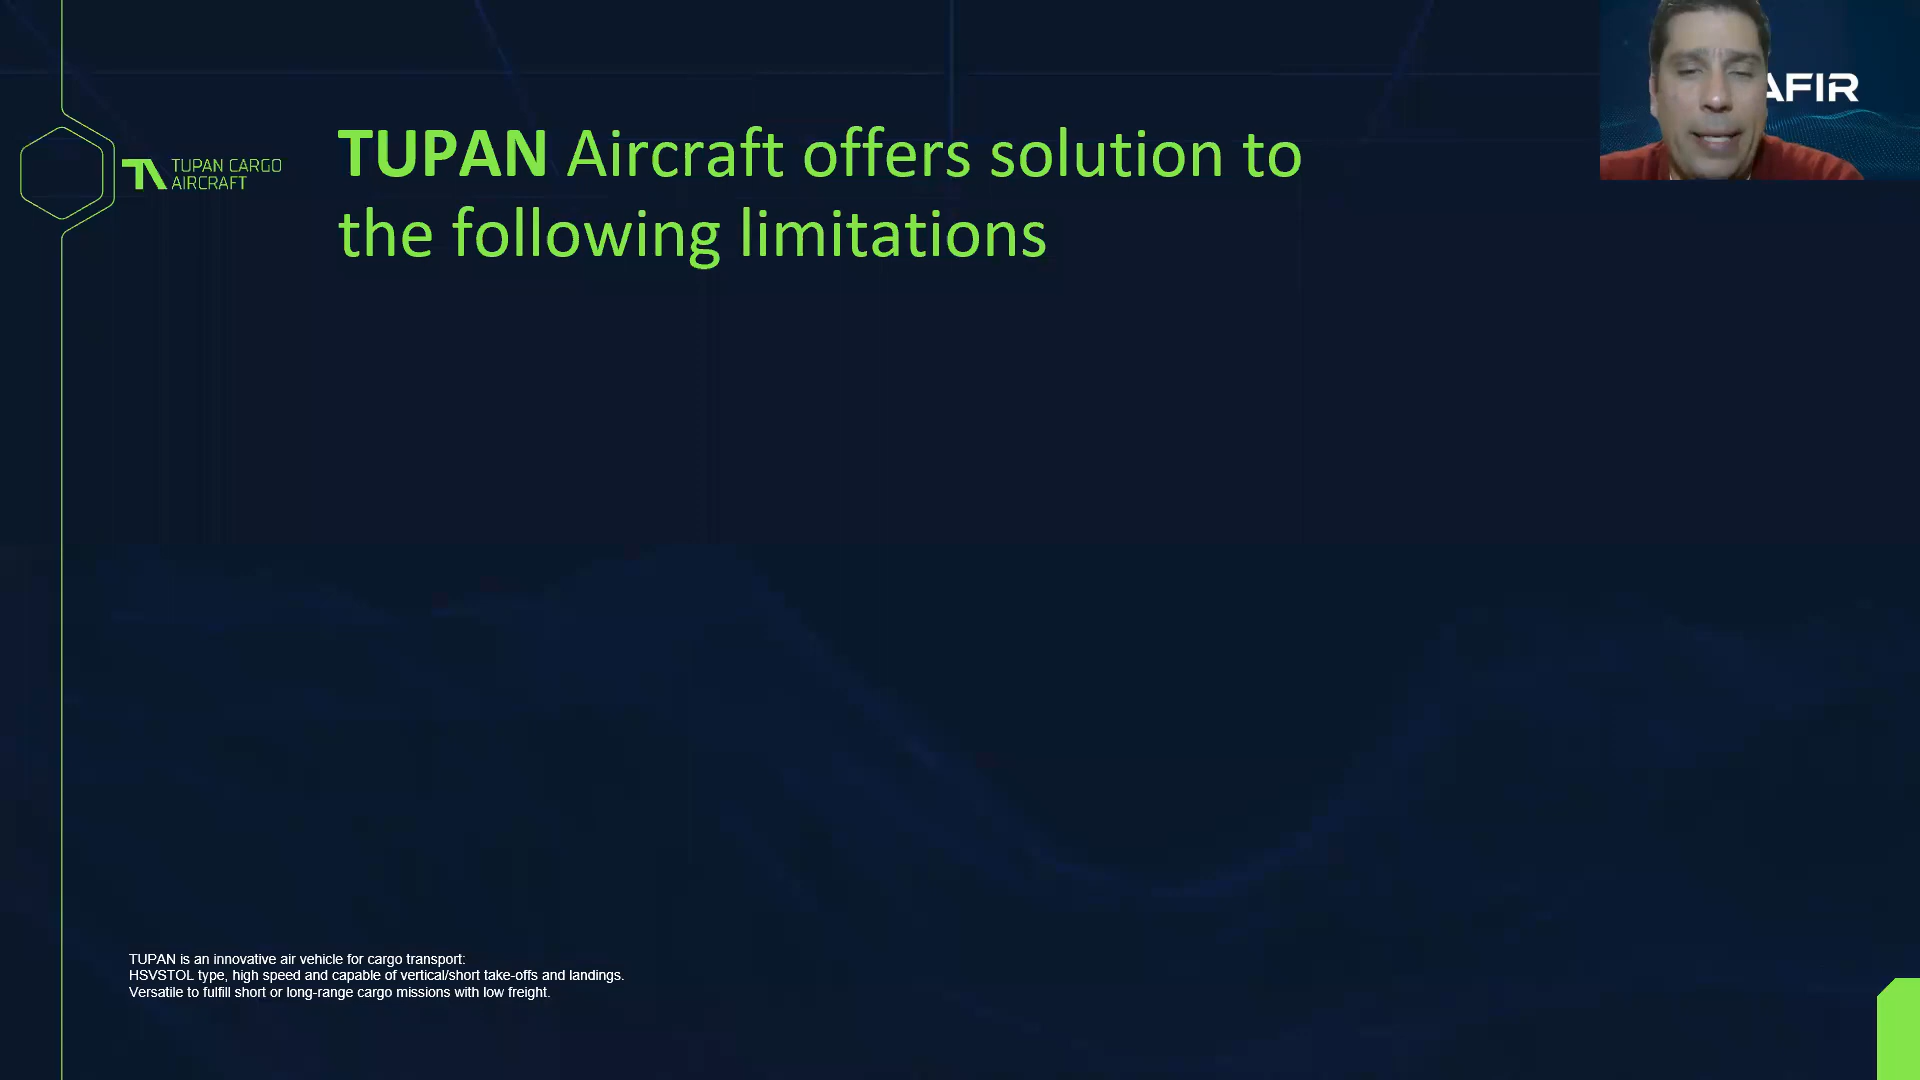 AFIR
TUPAN CARGO
AIRCRAFT
TUPAN Aircraft offers solution to
the following limitations
TUPAN is an innovative air vehicle for cargo transport:
HSVSTOL type, high speed and capable of vertical/short take-offs and landings.
Versatile to fulfill short or long-range cargo missions with low freight.